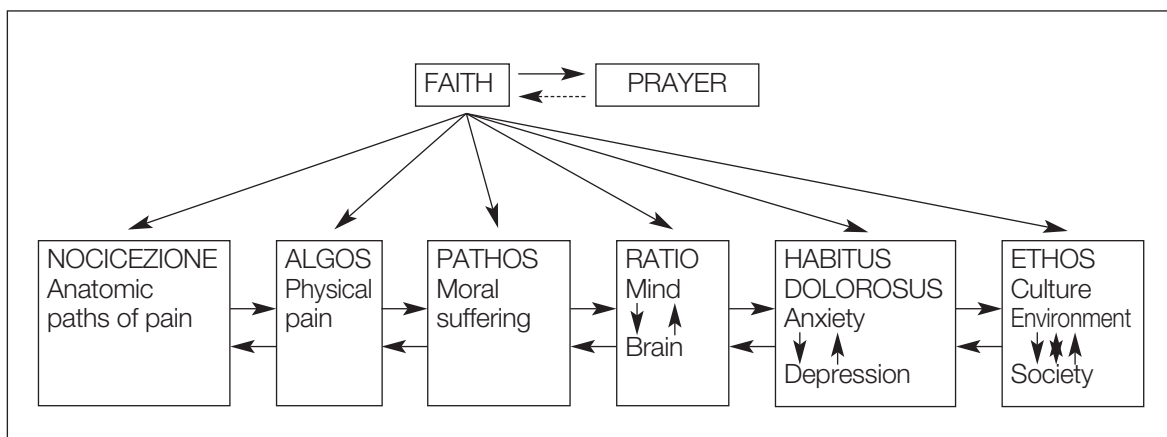 FAITH
PRAYER
NOCICEZIONE
Anatomic
paths of pain
ALGOS
Physical
pain
PATHOS
Moral
suffering
RATIO
Mind
Brain
HABITUS
DOLOROSUS
Anxiety
Depression
ETHOS
Culture
Environment
Society